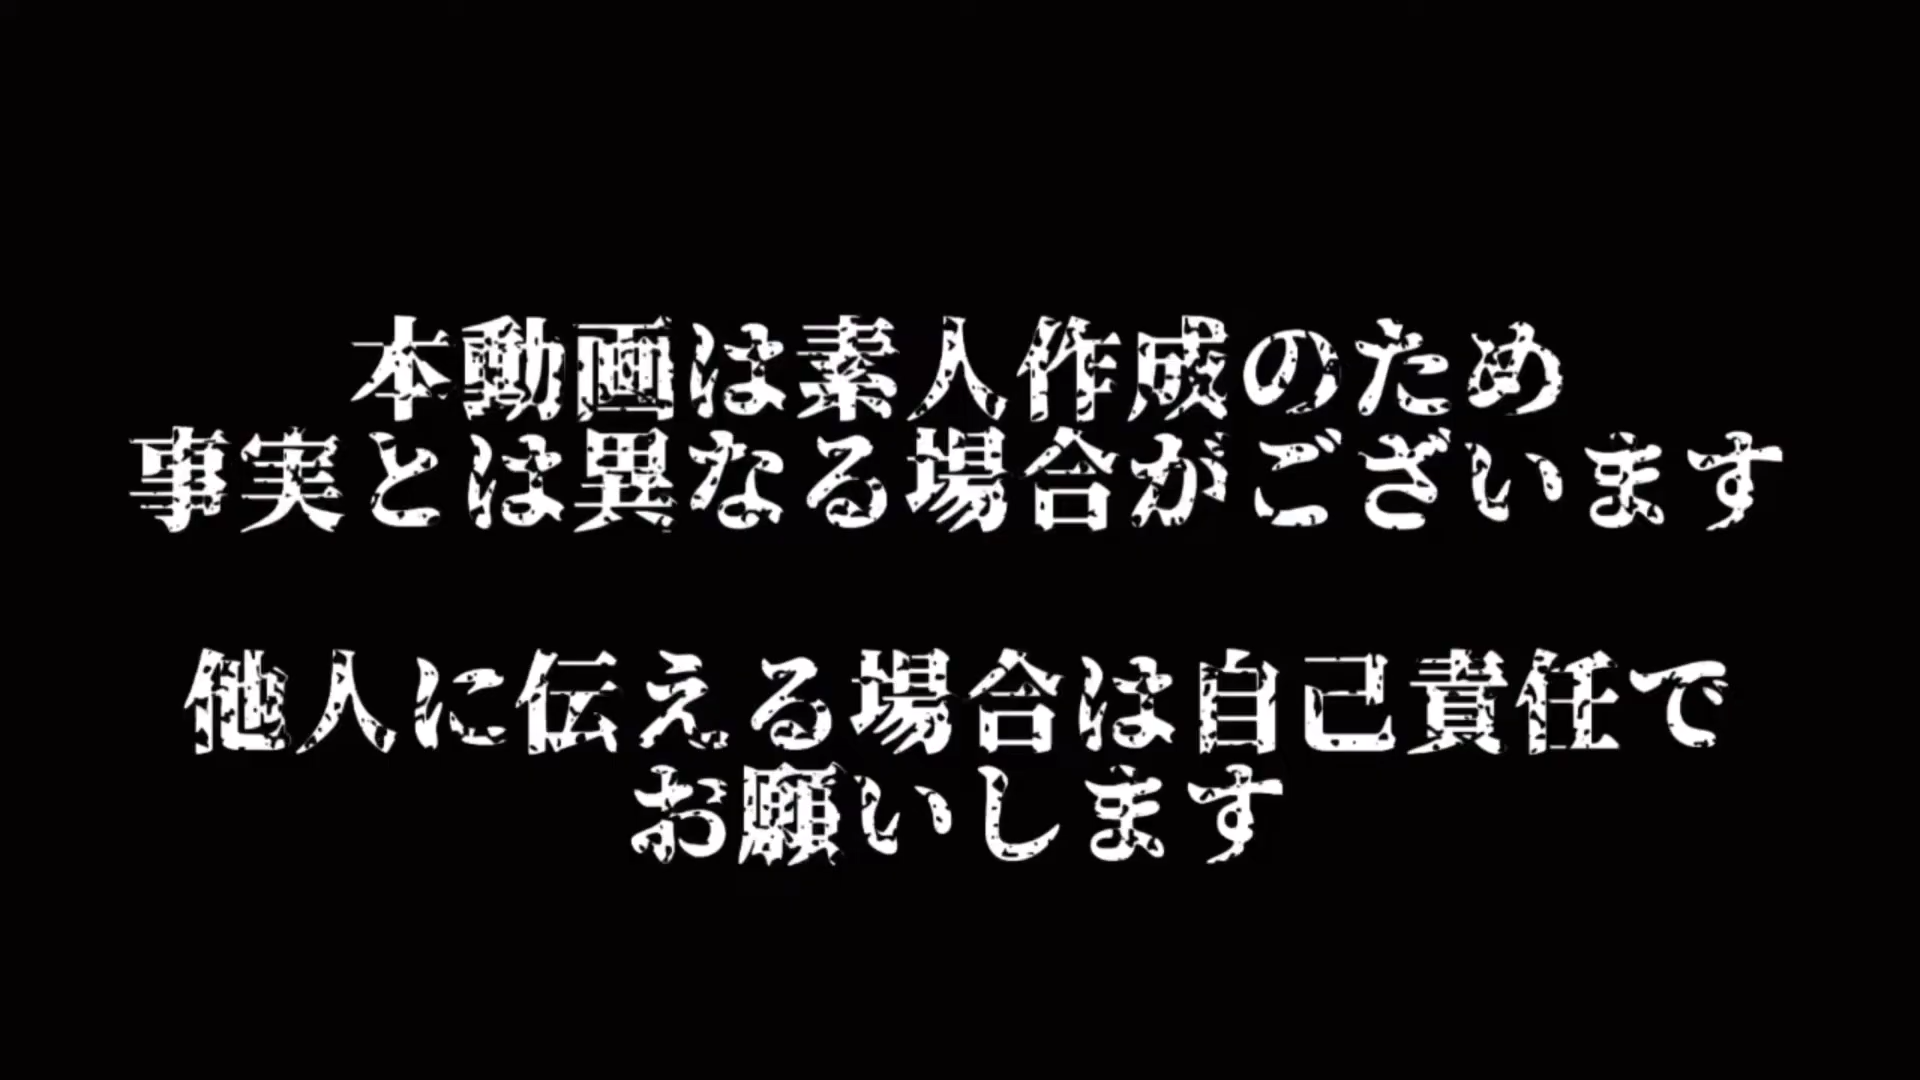 本動画は素人作成のため
事実とは異なる場合がございます
他人に伝える場合は自己責任で
お願いします